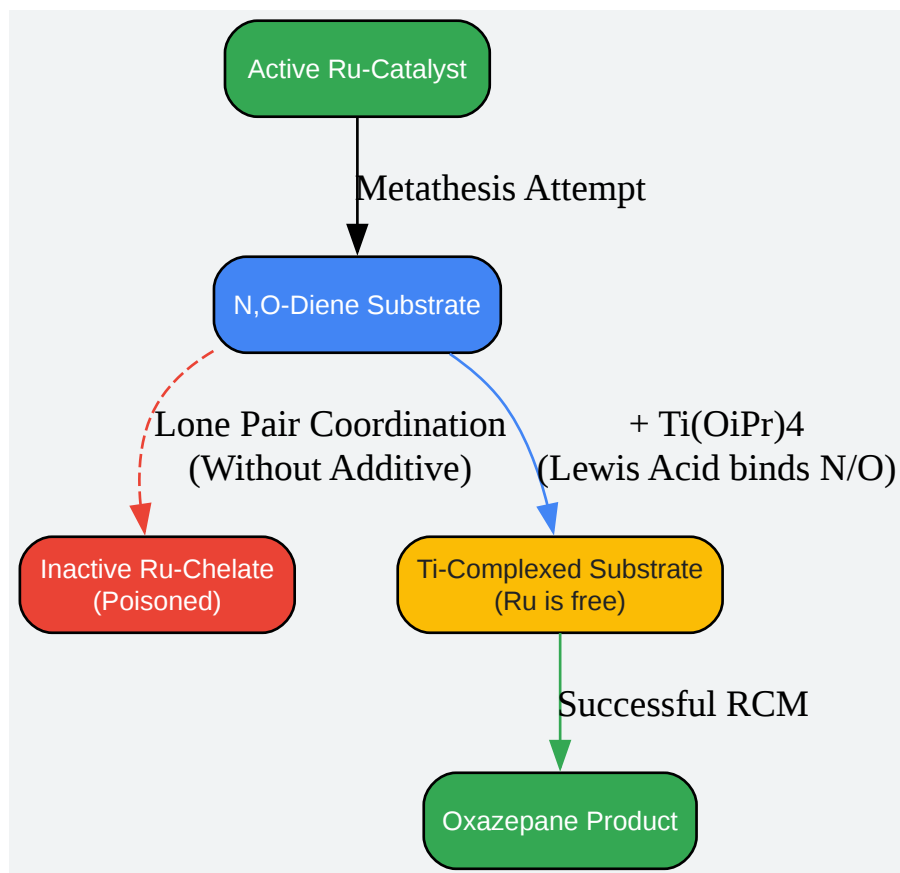 Active Ru-Catalyst
Metathesis Attempt
N,O-Diene Substrate
Lone Pair Coordination
(Without Additive)
+ Ti(OiPr)4
(Lewis Acid binds N/O)
Inactive Ru-Chelate
(Poisoned)
Ti-Complexed Substrate
(Ru is free)
Successful RCM
Oxazepane Product